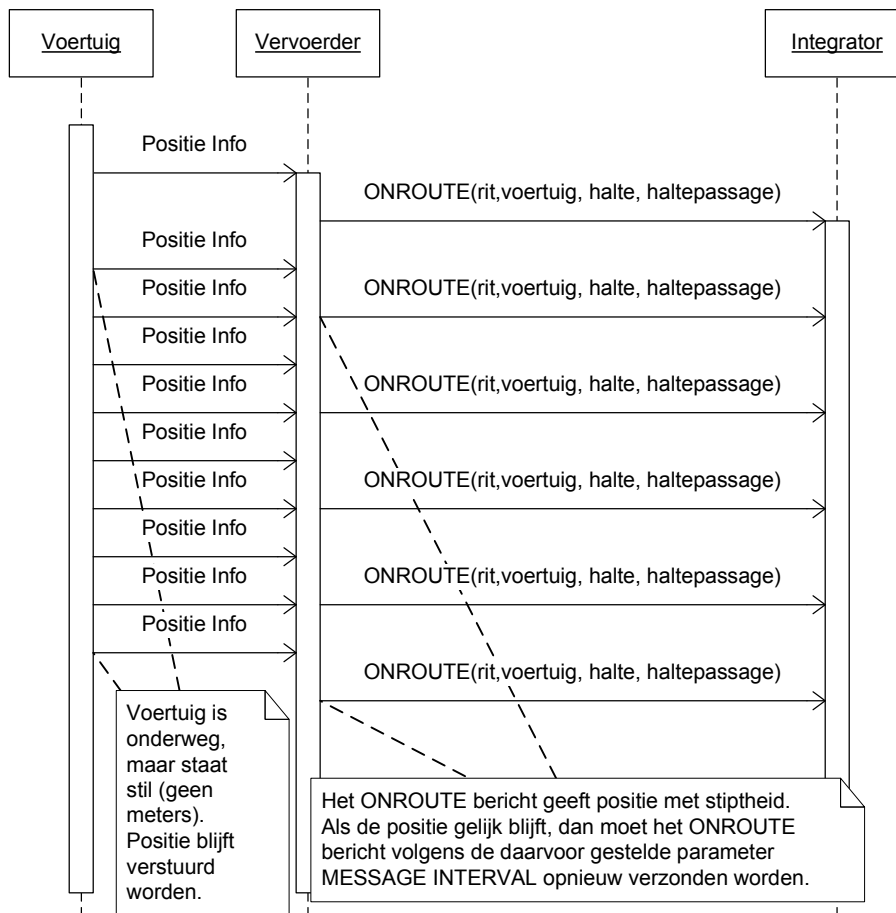 Voertuig
Vervoerder
Integrator
Positie Info
ONROUTE(rit,voertuig, halte, haltepassage)
Positie Info
Positie Info
ONROUTE(rit,voertuig, halte, haltepassage)
Positie Info
Positie Info
ONROUTE(rit,voertuig, halte, haltepassage)
Positie Info
Positie Info
ONROUTE(rit,voertuig, halte, haltepassage)
Positie Info
Positie Info
ONROUTE(rit,voertuig, halte, haltepassage)
Positie Info
ONROUTE(rit,voertuig, halte, haltepassage)
Voertuig is
onderweg,
maar staat
stil (geen
meters).
Positie blijft
verstuurd
worden.
Het ONROUTE bericht geeft positie met stiptheid.
Als de positie gelijk blijft, dan moet het ONROUTE
bericht volgens de daarvoor gestelde parameter
MESSAGE INTERVAL opnieuw verzonden worden.